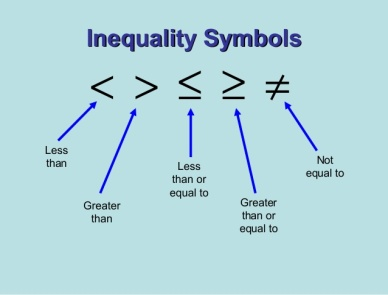 Inequality Symbols
< > ≤ ≥ ≠
Less
than
Greater
than
Less
than or
equal to
Greater
than or
equal to
Not
equal to